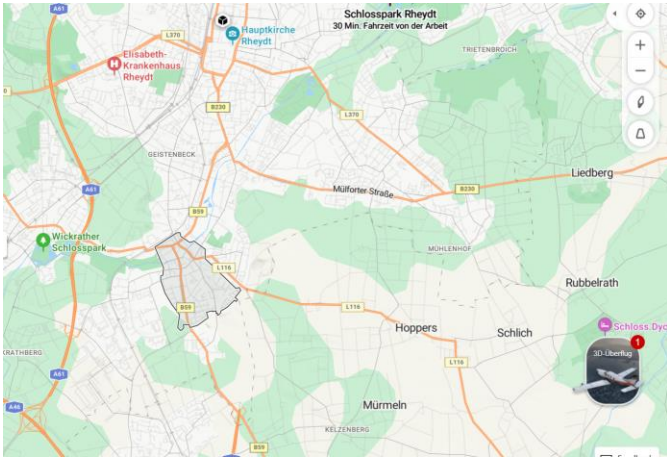 A61
L370
Hauptkirche
Rheydt
Schlosspark Rheydt
30 Min. Fahrzeit von der Arbeit
Elisabeth-
Krankenhaus
Rheydt
TRIETENBROICH
B230
L370
GEISTENBECK
Liedberg
A61
Mülforter-Straße
B230
B59
Wickrather
Schlosspark
MÜHLENHOF
L116
Rubbelrath
B59
L116
Hoppers
Schlich
Schloss Dyc
1
3D-Überflug
KRATHBERG
L116
A61
A46
Mürmeln
KELZENBERG
B59